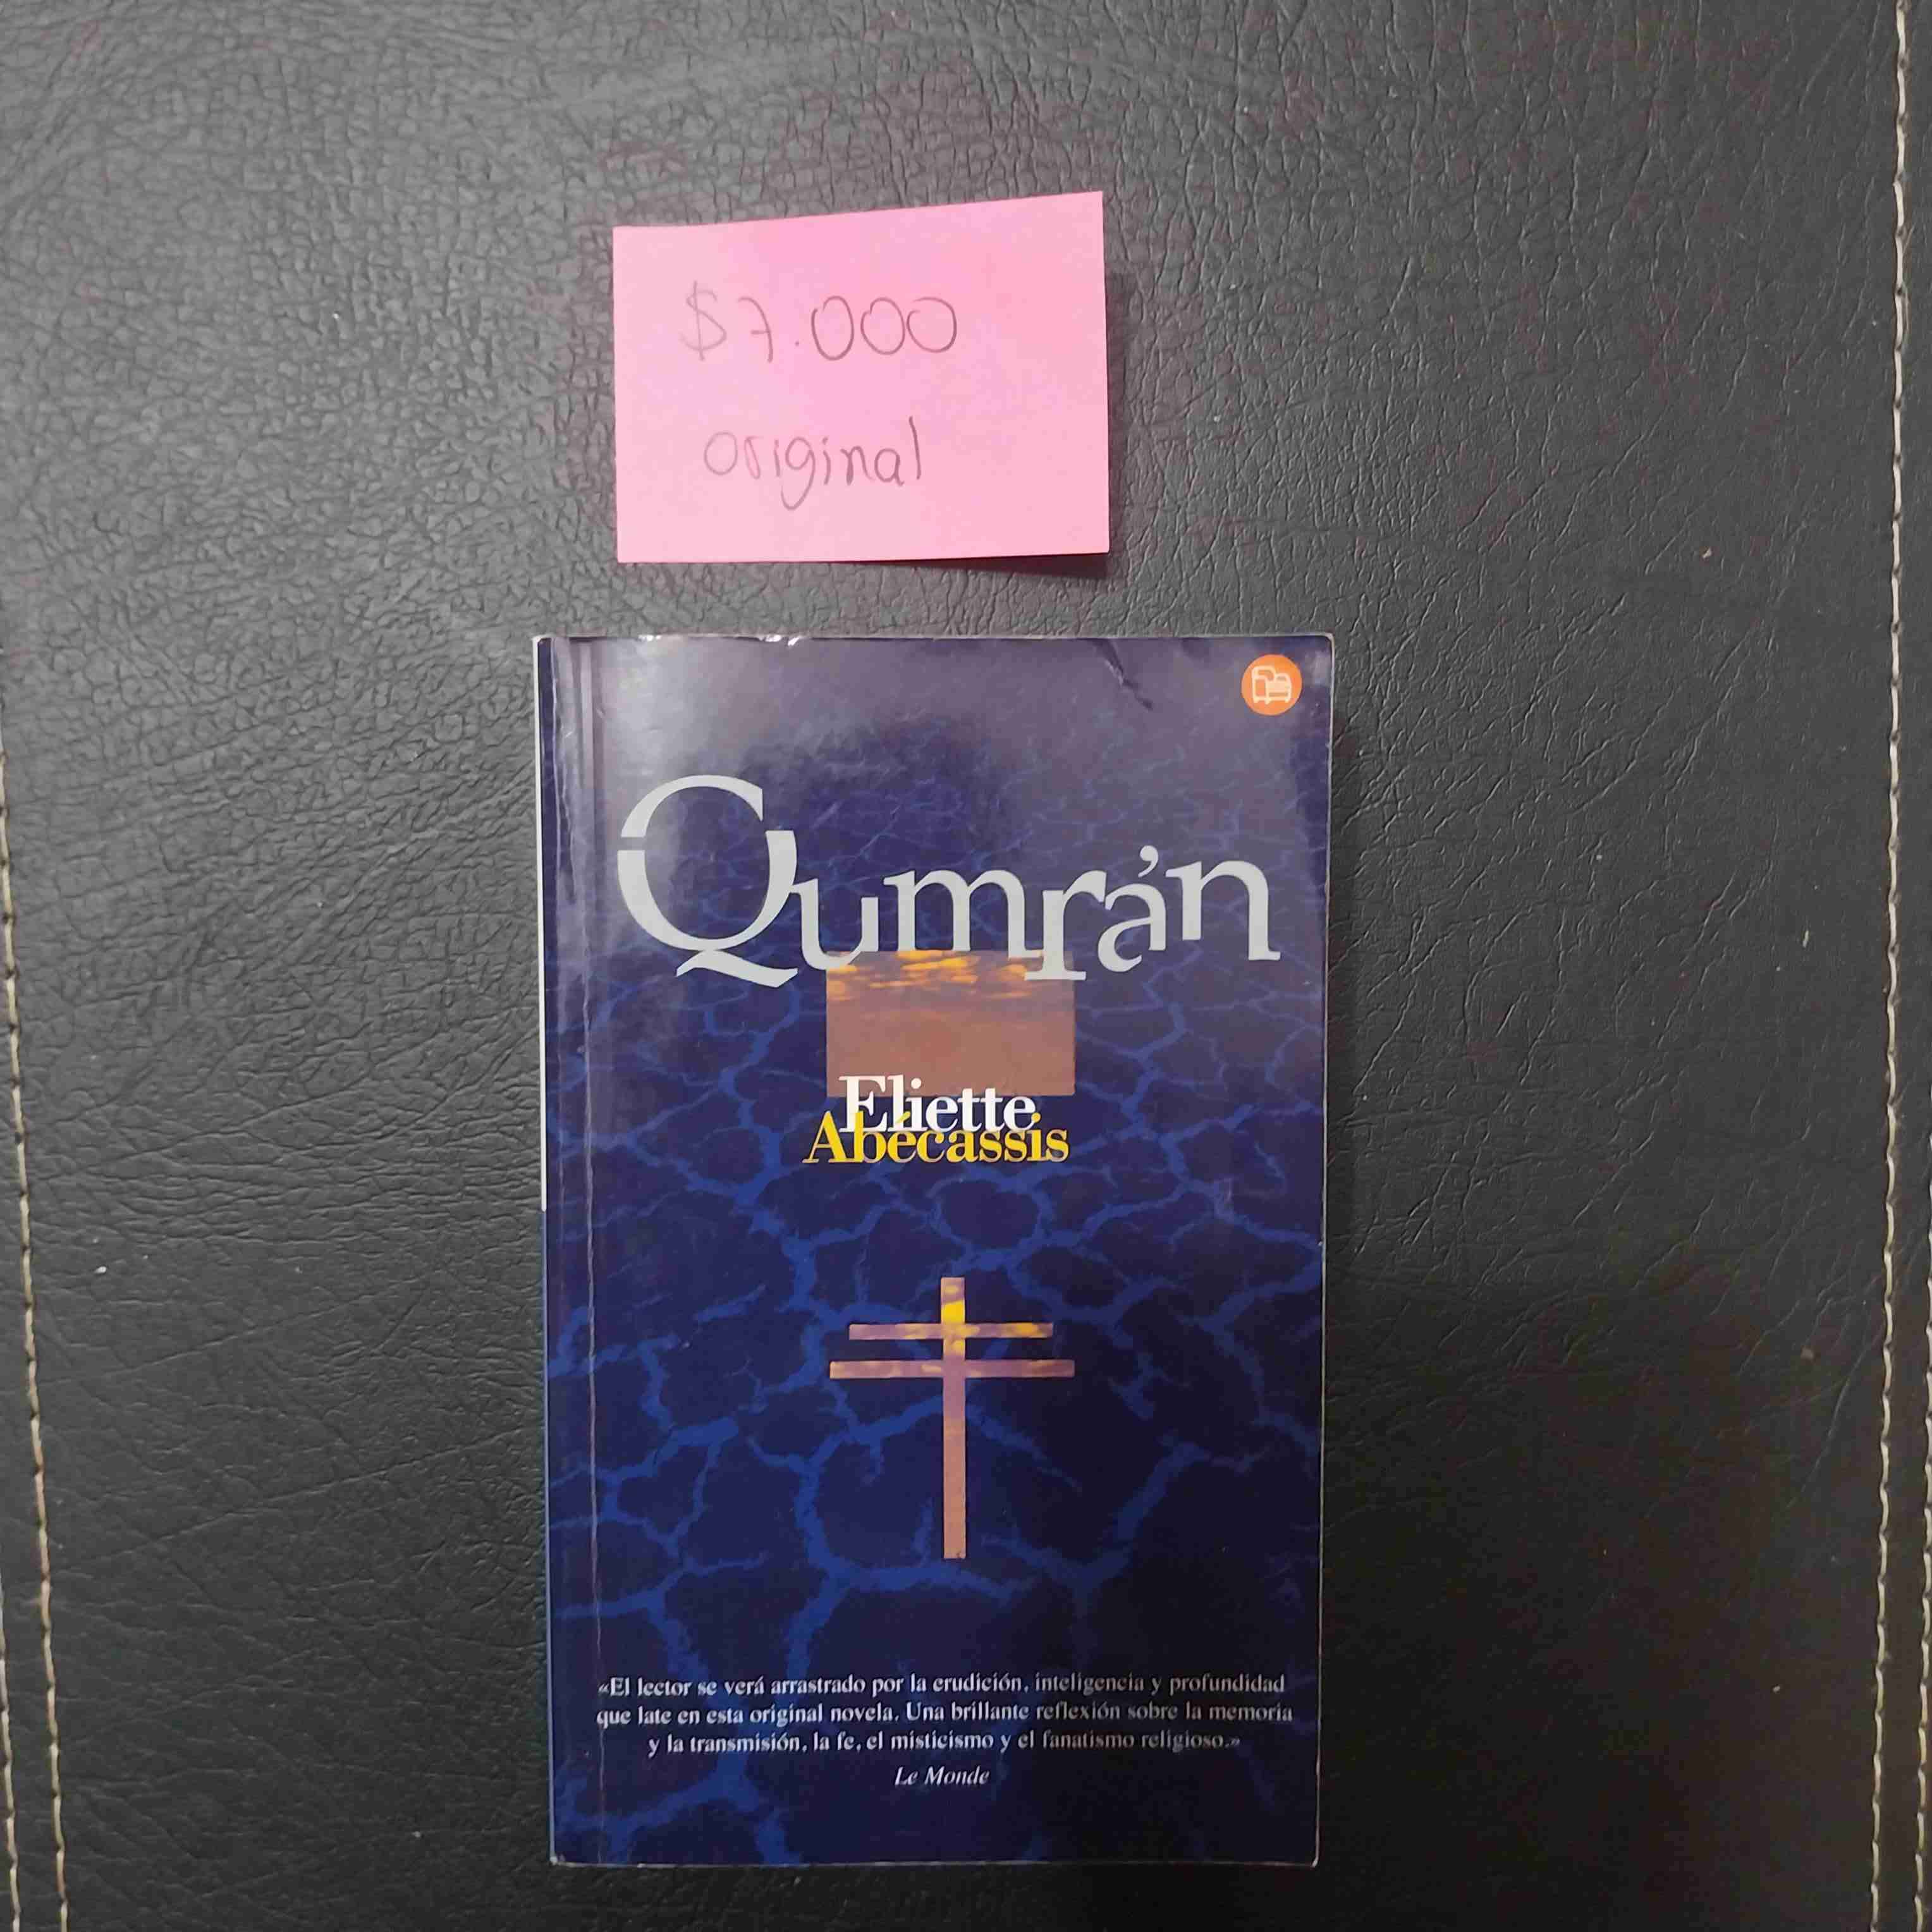 $7.000
original
Qumrán
Eliette
Abécassis
«El lector se verá arrastrado por la erudición, inteligencia y profundidad
que late en esta original novela. Una brillante reflexión sobre la memoria
y la transmisión, la fe, el misticismo y el fanatismo religioso.»
Le Monde